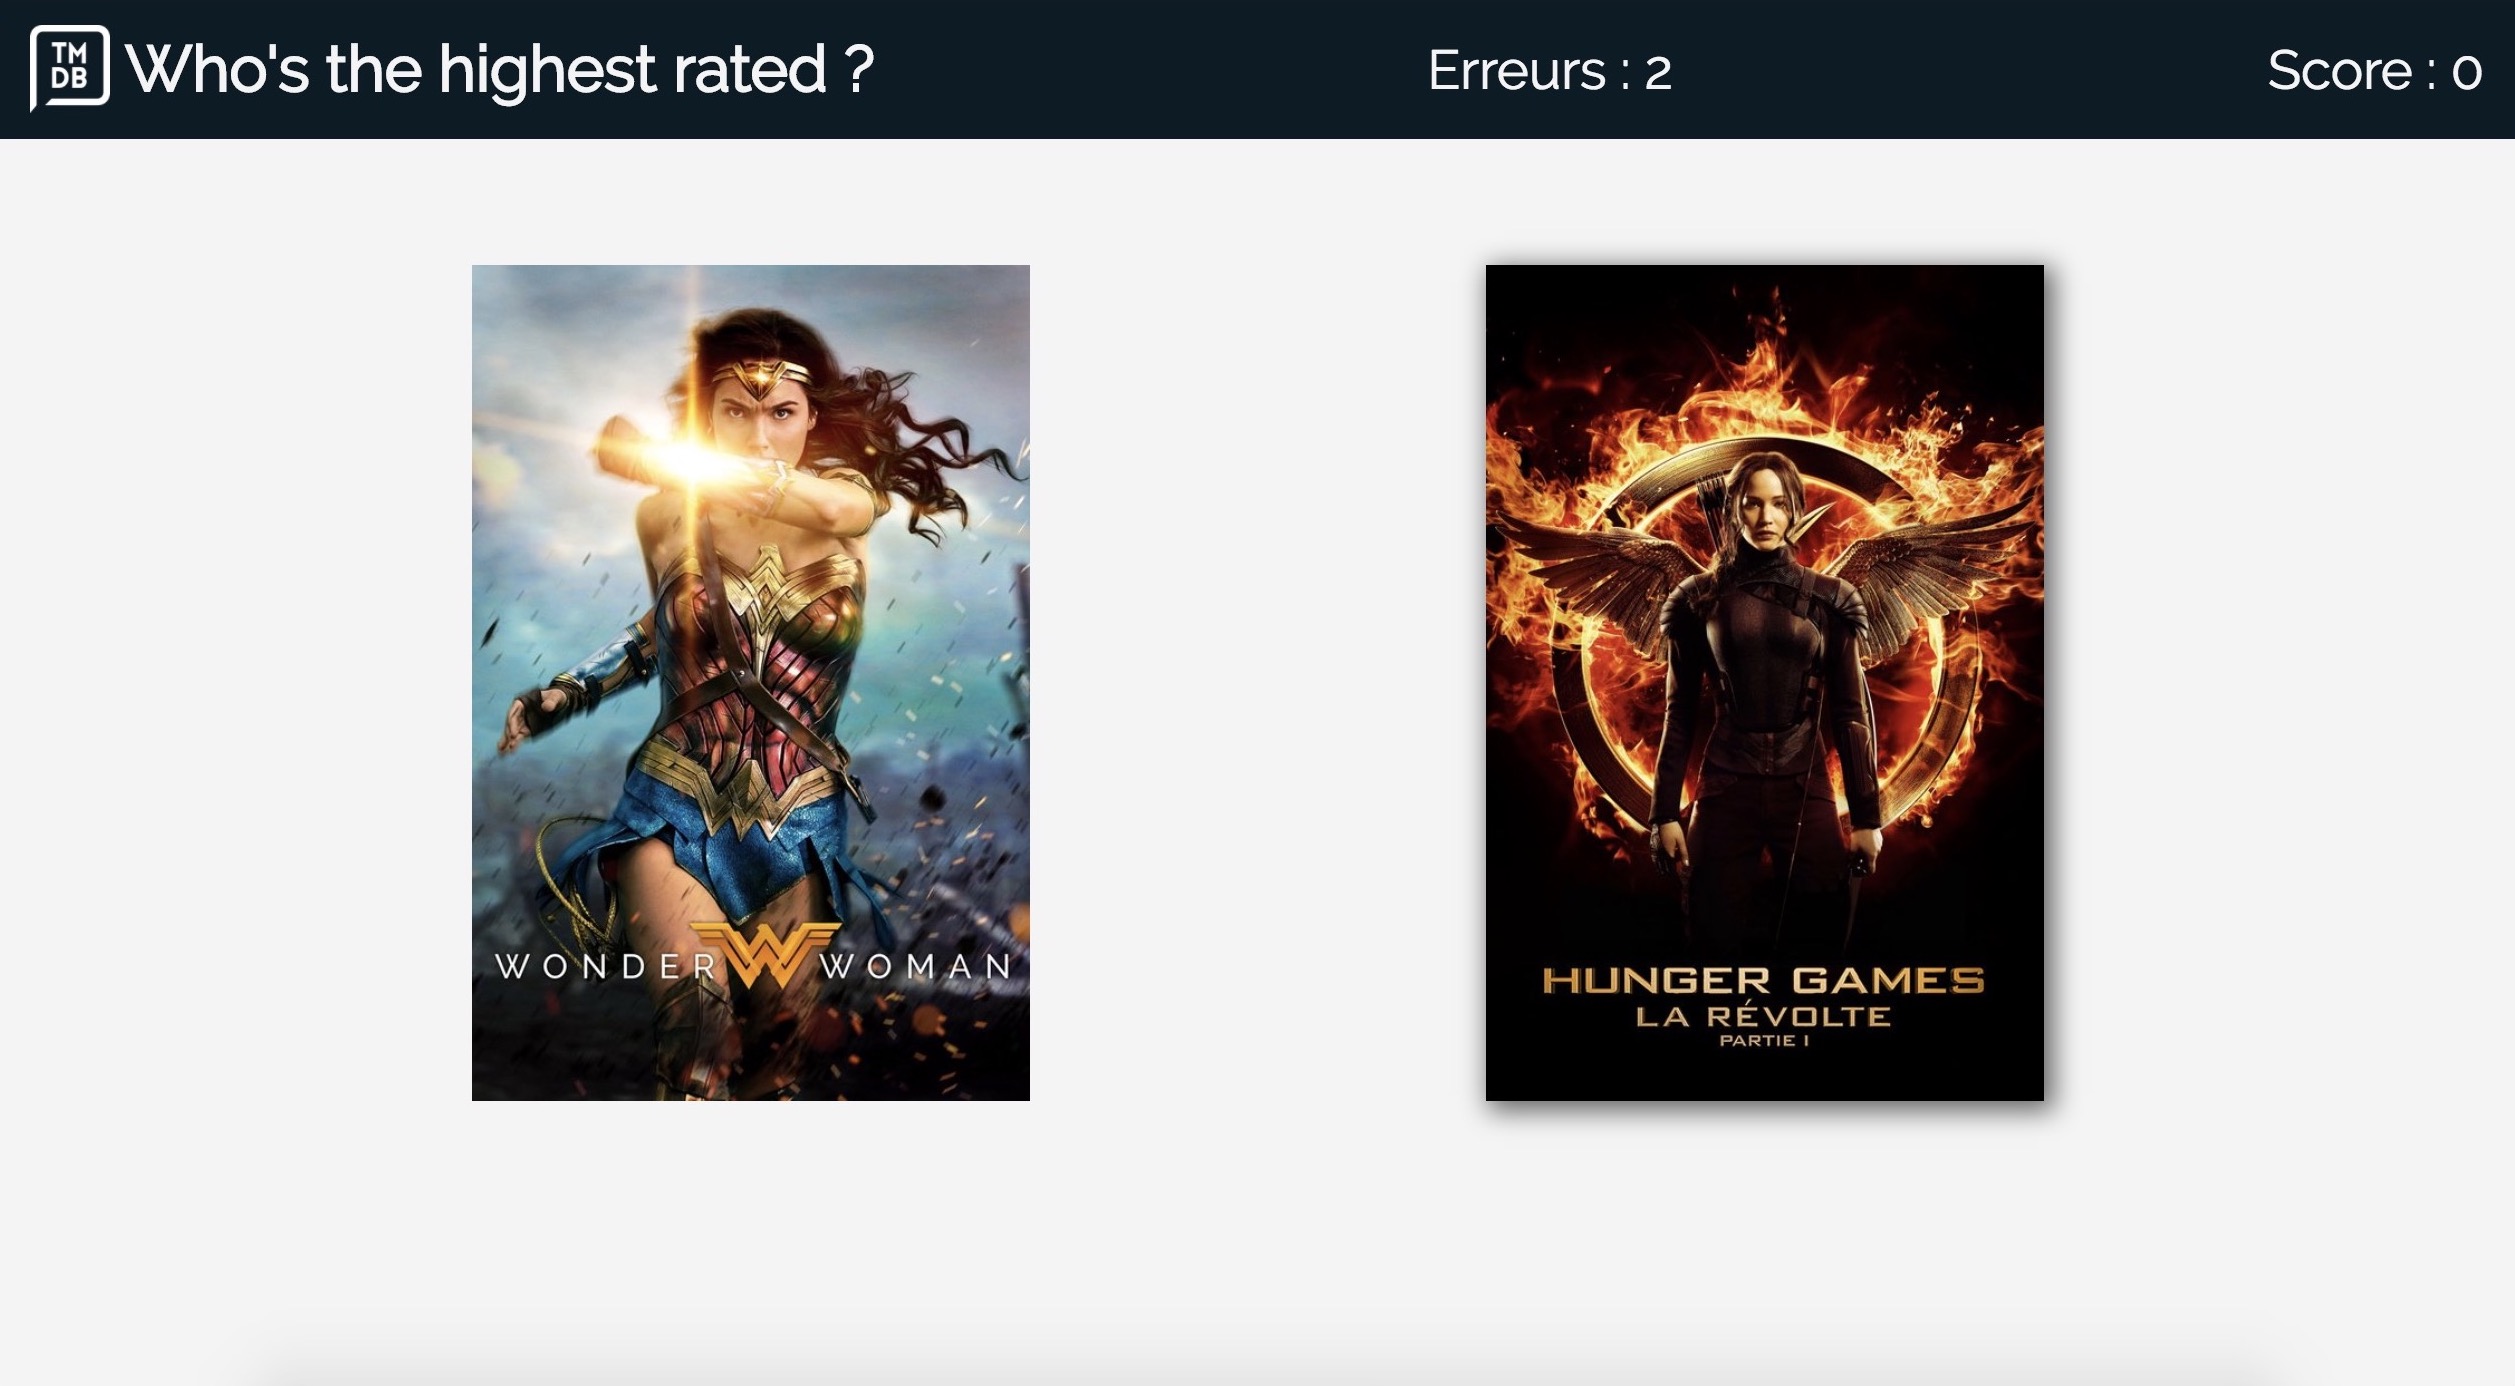 TM
DB
Who's the highest rated ?
Erreurs : 2
Score : 0
WONDER WOMAN
HUNGER GAMES
LA RÉVOLTE
PARTIE I